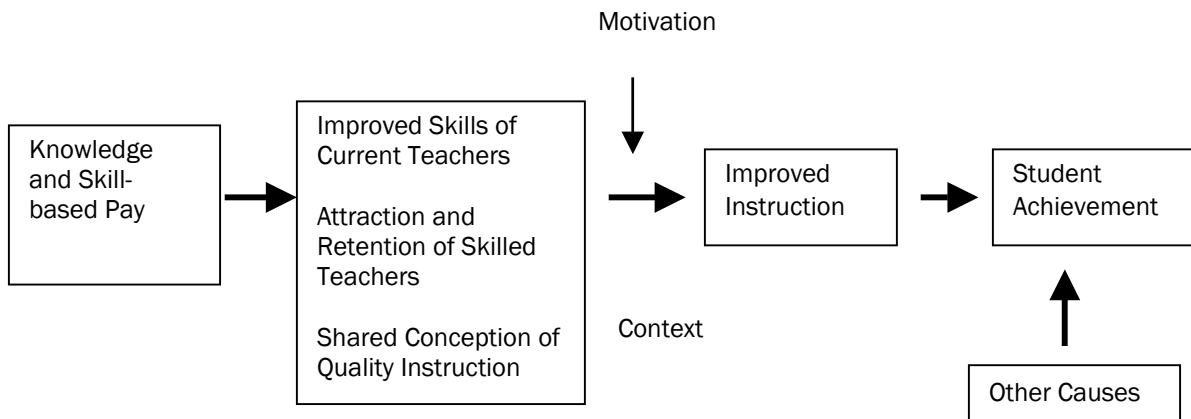 Motivation
Knowledge
and Skill-
based Pay
Improved Skills of
Current Teachers
Attraction and
Retention of Skilled
Teachers
Shared Conception of
Quality Instruction
Context
Improved
Instruction
Student
Achievement
Other Causes